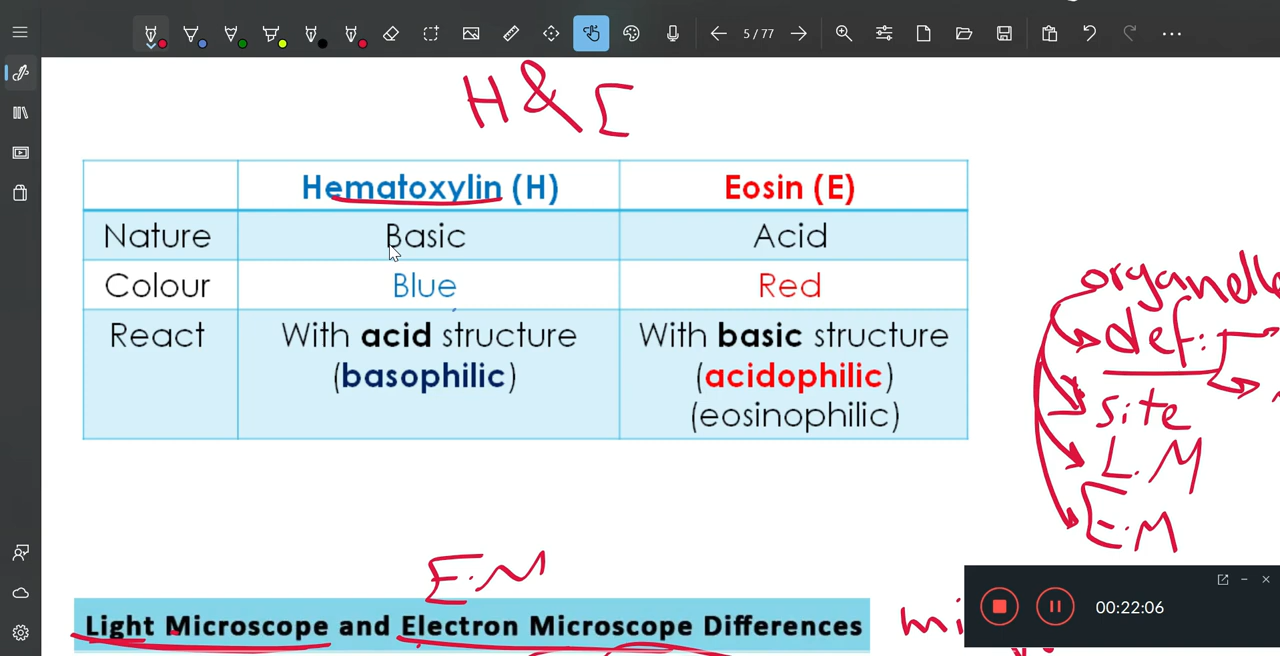 5 / 77
H & E
Hematoxylin (H) Eosin (E)
Nature Basic Acid
Colour Blue Red
React With acid structure With basic structure
(basophilic) (acidophilic)
(eosinophilic)
organelle
def:
site
L.M
E.M
E.M
Light Microscope and Electron Microscope Differences
00:22:06